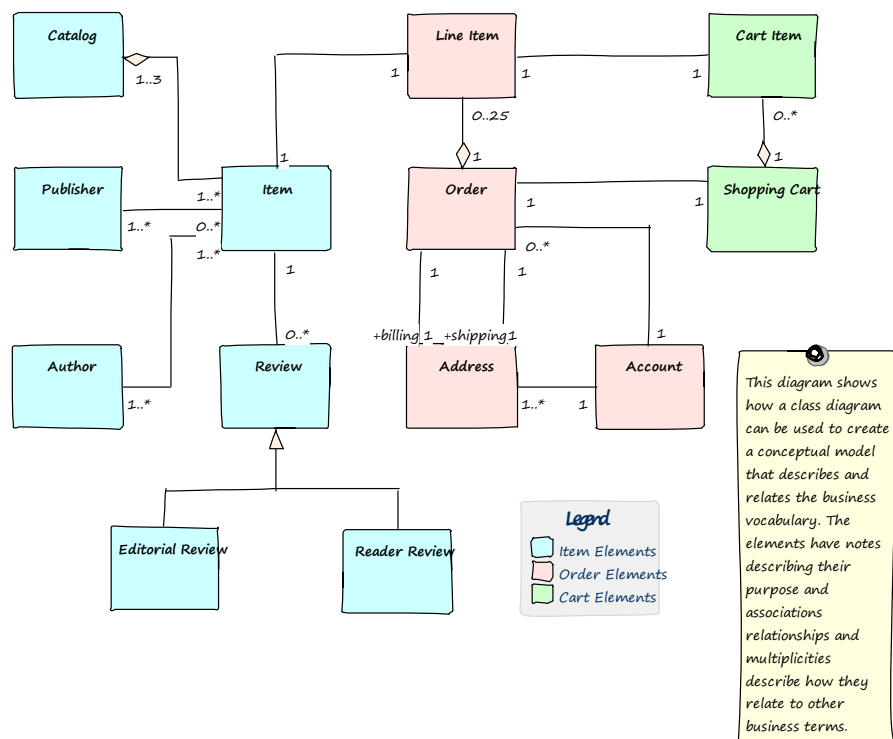 Catalog
Line Item
Cart Item
1..3
1
1
1
0..25
0..*
1
1
1
Publisher
Item
Order
Shopping Cart
1..*
1..*
0..*
1..*
1
1
0..*
1
1
1
0..*
1
+billing 1
+shipping 1
Author
Review
Address
Account
1..*
1..*
1
Editorial Review
Reader Review
Legend
Item Elements
Order Elements
Cart Elements
This diagram shows
how a class diagram
can be used to create
a conceptual model
that describes and
relates the business
vocabulary. The
elements have notes
describing their
purpose and
associations
relationships and
multiplicities
describe how they
relate to other
business terms.